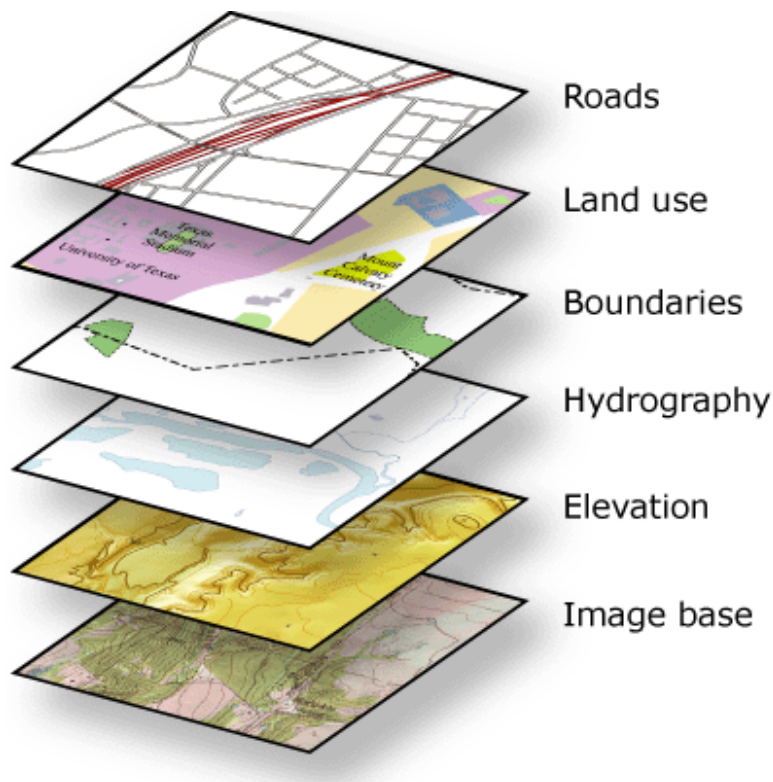 Roads
Land use
Texas
Memorial
Stadium
University of Texas
Mount
Calvary
Cemetery
Boundaries
Hydrography
Elevation
Image base